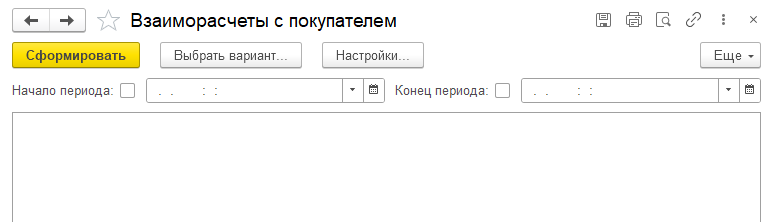 Взаиморасчеты с покупателем
Сформировать Выбрать вариант... Настройки... Еще
Начало периода: . . : : Конец периода: . . : :